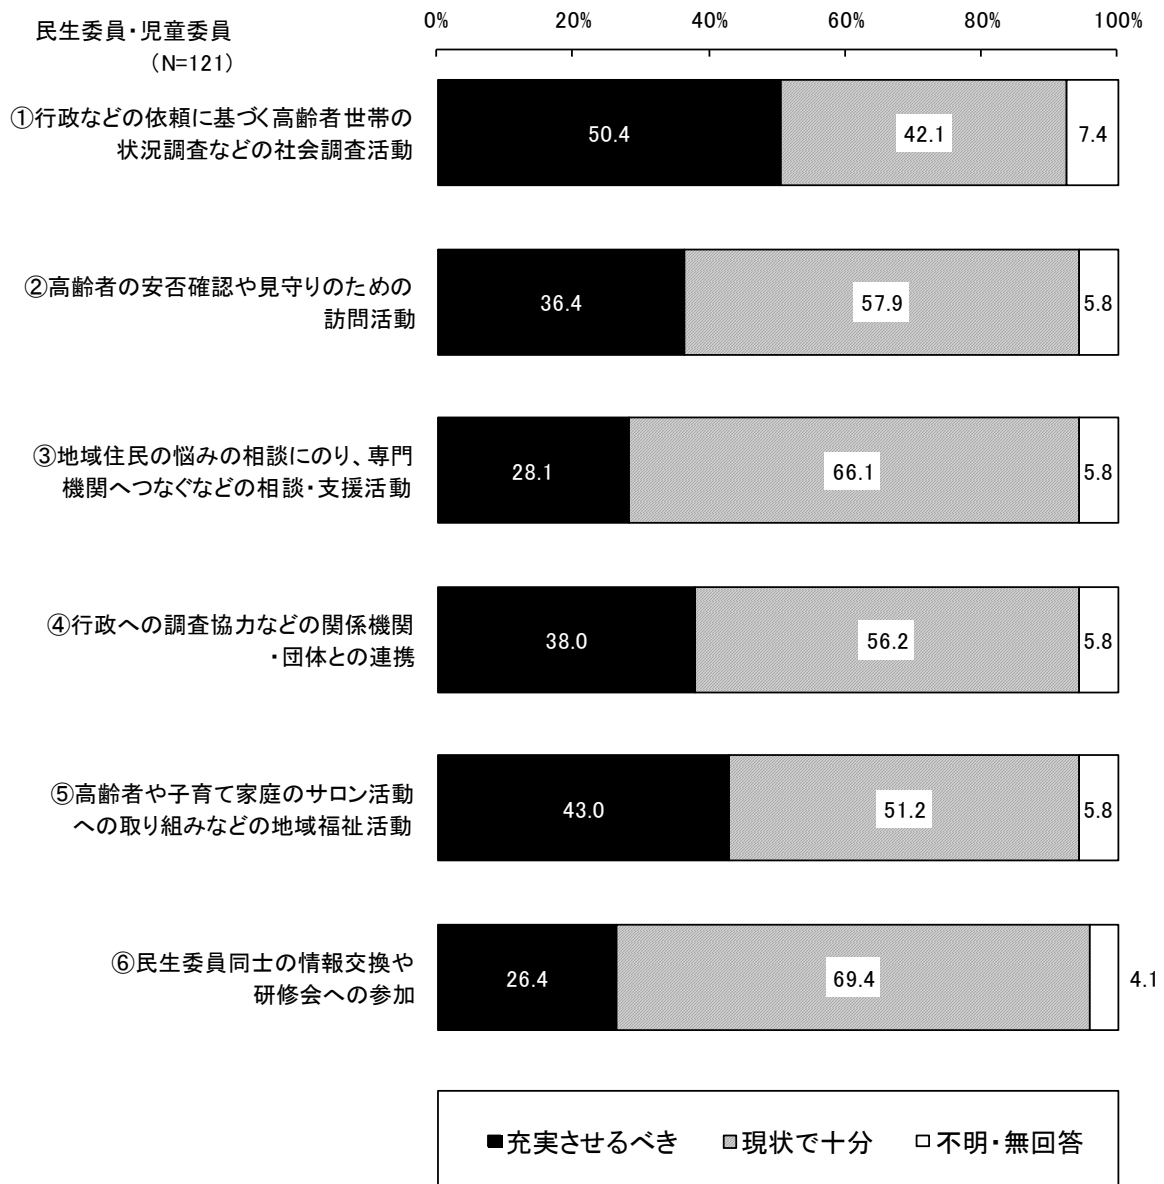 民生委員・児童委員
(N=121)
0% 20% 40% 60% 80% 100%
①行政などの依頼に基づく高齢者世帯の
状況調査などの社会調査活動
50.4 42.1 7.4
②高齢者の安否確認や見守りのための
訪問活動
36.4 57.9 5.8
③地域住民の悩みの相談にのり、専門
機関へつなぐなどの相談・支援活動
28.1 66.1 5.8
④行政への調査協力などの関係機関
・団体との連携
38.0 56.2 5.8
⑤高齢者や子育て家庭のサロン活動
への取り組みなどの地域福祉活動
43.0 51.2 5.8
⑥民生委員同士の情報交換や
研修会への参加
26.4 69.4 4.1
充実させるべき 現状で十分 不明・無回答